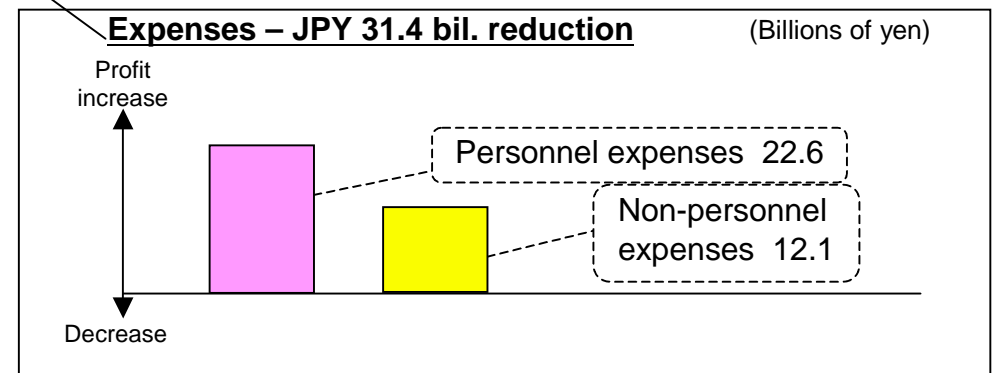 Expenses – JPY 31.4 bil. reduction (Billions of yen)
Profit
increase
Personnel expenses 22.6
Non-personnel
expenses 12.1
Decrease